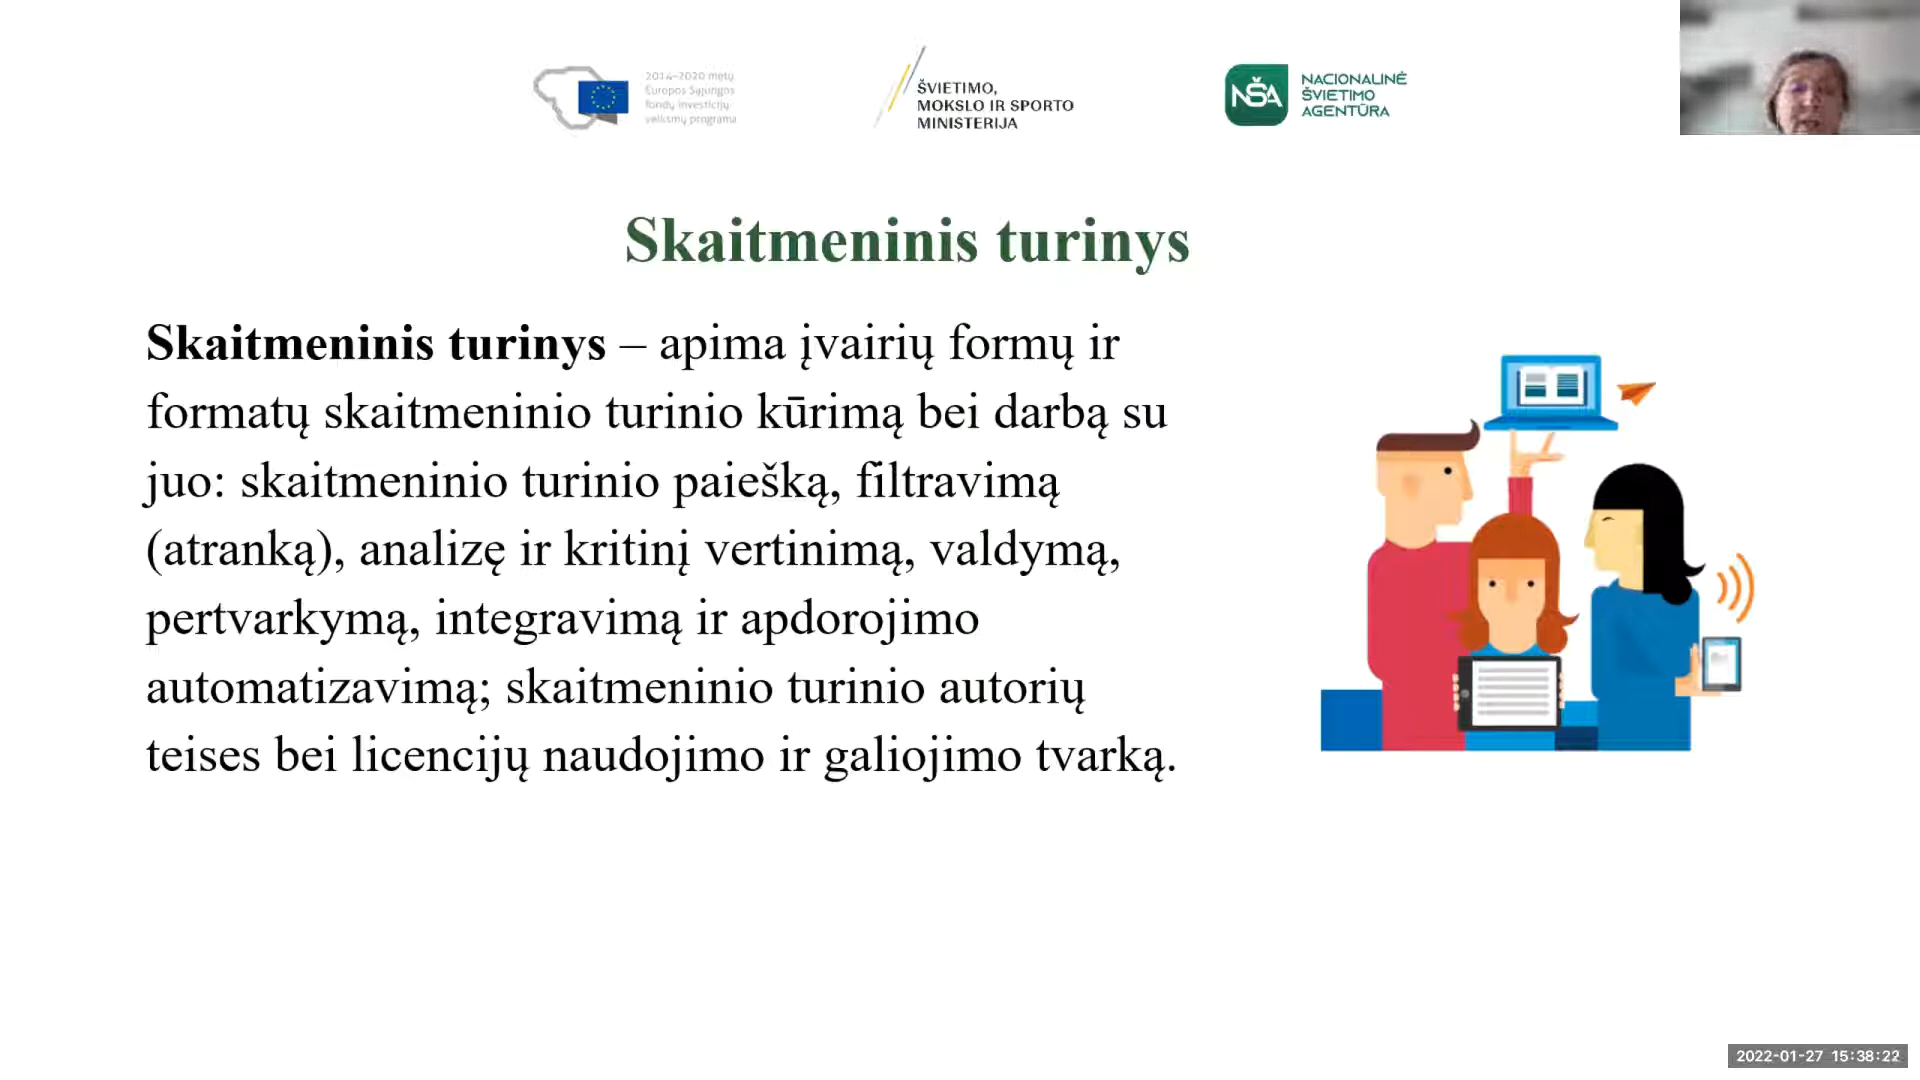 2014–2020 metų
Europos Sąjungos
fondų investicijų
veiksmų programa
ŠVIETIMO,
MOKSLO IR SPORTO
MINISTERIJA
NŠA
NACIONALINĖ
ŠVIETIMO
AGENTŪRA
Skaitmeninis turinys
Skaitmeninis turinys – apima įvairių formų ir
formatų skaitmeninio turinio kūrimą bei darbą su
juo: skaitmeninio turinio paiešką, filtravimą
(atranką), analizę ir kritinį vertinimą, valdymą,
pertvarkymą, integravimą ir apdorojimo
automatizavimą; skaitmeninio turinio autorių
teises bei licencijų naudojimo ir galiojimo tvarką.
2022-01-27 15:38:22